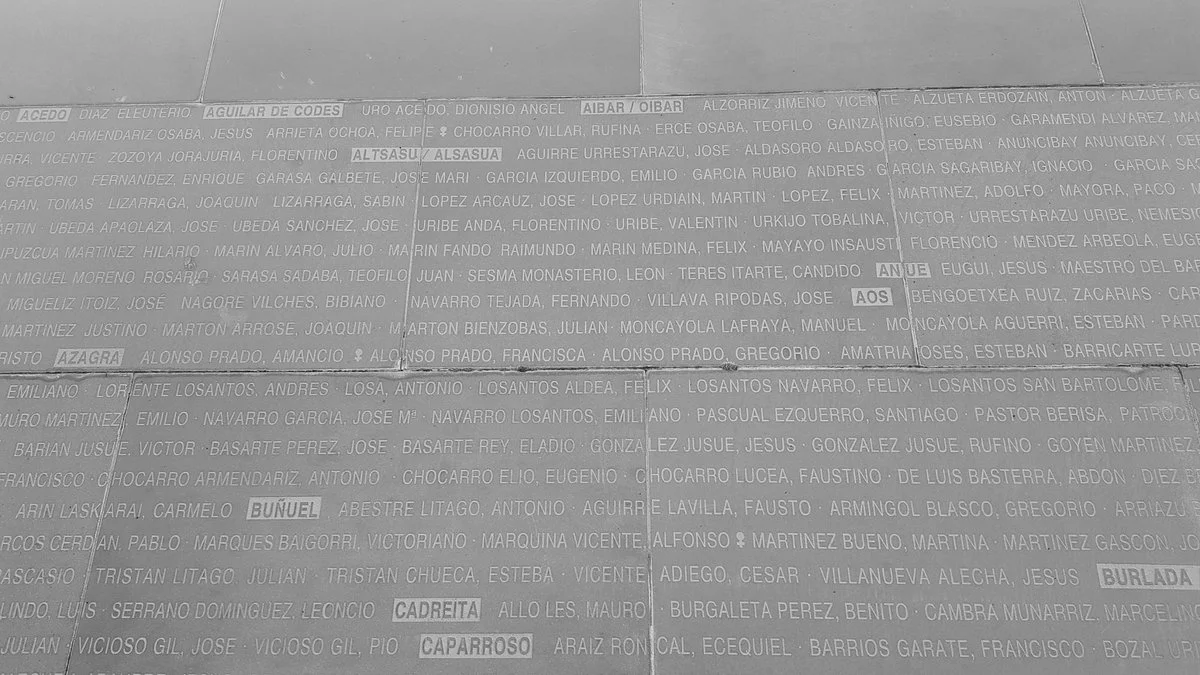 ACEDO DIAZ ELEUTERIO AGUILAR DE CODES URO ACEDO, DIONISIO ANGEL AIBAR / OIBAR ALZORRIZ JIMENO VICENTE · ALZUETA ERDOZAIN, ANTON · ALZUETA
ARMENDARIZ OSABA, JESUS ARRIETA OCHOA, FELIPE CHOCARRO VILLAR, RUFINA · ERCE OSABA, TEOFILO GAINZA IÑIGO, EUSEBIO · GARAMENDI ALVAREZ,
VICENTE ZOZOYA JORAJURIA, FLORENTINO ALTSASU / ALSASUA AGUIRRE URRESTARAZU, JOSE · ALDASORO ALDASORO, ESTEBAN · ANUNCIBAY ANUNCIBAY,
GREGORIO FERNANDEZ, ENRIQUE GARASA GALBETE, JOSE MARI · GARCIA IZQUIERDO, EMILIO · GARCIA RUBIO ANDRES · GARCIA SAGARIBAY, IGNACIO GARCIA
TOMAS LIZARRAGA, JOAQUIN LIZARRAGA, SABIN LOPEZ ARCAUZ, JOSE · LOPEZ URDIAIN, MARTIN · LOPEZ, FELIX MARTINEZ, ADOLFO · MAYORA, PACO ·
UBEDA APAOLAZA, JOSE UBEDA SANCHEZ, JOSE URIBE ANDA, FLORENTINO · URIBE, VALENTIN · URKIJO TOBALINA, VICTOR · URRESTARAZU URIBE,
MARTINEZ HILARIO MARIN ALVARO, JULIO · MARIN FANDO RAIMUNDO · MARIN MEDINA, FELIX · MAYAYO INSAUSTI FLORENCIO · MENDEZ ARBEOLA,
MIGUEL MORENO ROSARIO · SARASA SADABA, TEOFILO JUAN · SESMA MONASTERIO, LEON · TERES ITARTE, CANDIDO ANUE EUGUI, JESUS · MAESTRO DEL
MIGUELIZ ITOIZ, JOSÉ NAGORE VILCHES, BIBIANO · NAVARRO TEJADA, FERNANDO · VILLAVA RIPODAS, JOSE AOS BENGOETXEA RUIZ, ZACARIAS ·
MARTINEZ JUSTINO · MARTON ARROSE, JOAQUIN · MARTON BIENZOBAS, JULIAN · MONCAYOLA LAFRAYA, MANUEL · MONCAYOLA AGUERRI, ESTEBAN ·
AZAGRA ALONSO PRADO, AMANCIO ALONSO PRADO, FRANCISCA · ALONSO PRADO, GREGORIO · AMATRIA OSES, ESTEBAN · BARRICARTE
EMILIANO LORENTE LOSANTOS, ANDRES · LOSA ANTONIO LOSANTOS ALDEA, FELIX · LOSANTOS NAVARRO, FELIX · LOSANTOS SAN BARTOLOME,
MURO MARTINEZ, EMILIO · NAVARRO GARCIA, JOSE Mª · NAVARRO LOSANTOS, EMILIANO · PASCUAL EZQUERRO, SANTIAGO · PASTOR BERISA,
BARIAN JUSUE, VICTOR · BASARTE PEREZ, JOSE · BASARTE REY, ELADIO · GONZALEZ JUSUE, JESUS · GONZALEZ JUSUE, RUFINO · GOYEN MARTINEZ
FRANCISCO · CHOCARRO ARMENDARIZ, ANTONIO · CHOCARRO ELIO, EUGENIO CHOCARRO LUCEA, FAUSTINO · DE LUIS BASTERRA, ABDON · DIEZ
ARIN LASKARAI, CARMELO BUÑUEL ABESTRE LITAGO, ANTONIO · AGUIRRE LAVILLA, FAUSTO · ARMINGOL BLASCO, GREGORIO ·
CERDAN, PABLO · MARQUES BAIGORRI, VICTORIANO · MARQUINA VICENTE, ALFONSO MARTINEZ BUENO, MARTINA · MARTINEZ GASCON,
TRISTAN LITAGO, JULIAN · TRISTAN CHUECA, ESTEBA · VICENTE ADIEGO, CESAR · VILLANUEVA ALECHA, JESUS BURLADA
LUIS · SERRANO DOMINGUEZ, LEONCIO CADREITA ALLO LES, MAURO · BURGALETA PEREZ, BENITO · CAMBRA MUNARRIZ,
JULIAN · VICIOSO GIL, JOSE · VICIOSO GIL, PIO CAPARROSO ARAIZ RONCAL, EZEQUIEL · BARRIOS GARATE, FRANCISCO · BOZAL